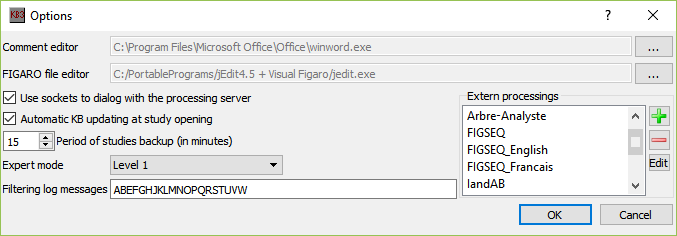 KB3 Options ?
Comment editor C:\Program Files\Microsoft Office\Office\winword.exe ...
FIGARO file editor C:/PortablePrograms/jEdit4.5 + Visual Figaro/jedit.exe ...
Use sockets to dialog with the processing server
Automatic KB updating at study opening
15 Period of studies backup (in minutes)
Expert mode Level 1
Filtering log messages ABEFGHJKLMNOPQRSTUVW
Extern processings
Arbre-Analyste
FIGSEQ
FIGSEQ_English
FIGSEQ_Francais
landAB
Edit
OK Cancel